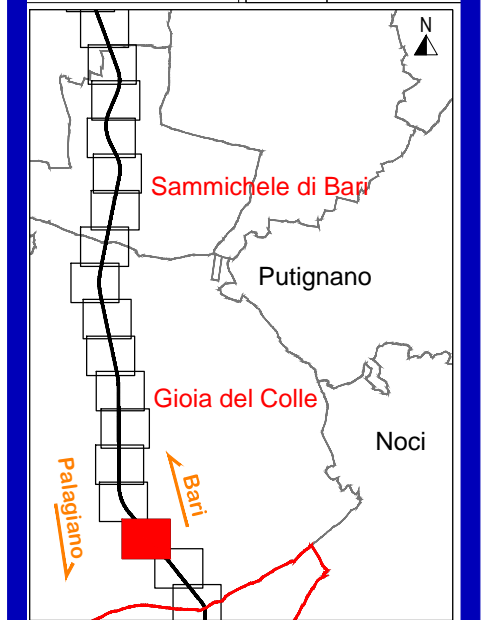 N
Sammichele di Bari
Putignano
Gioia del Colle
Noci
Palagiano
Bari